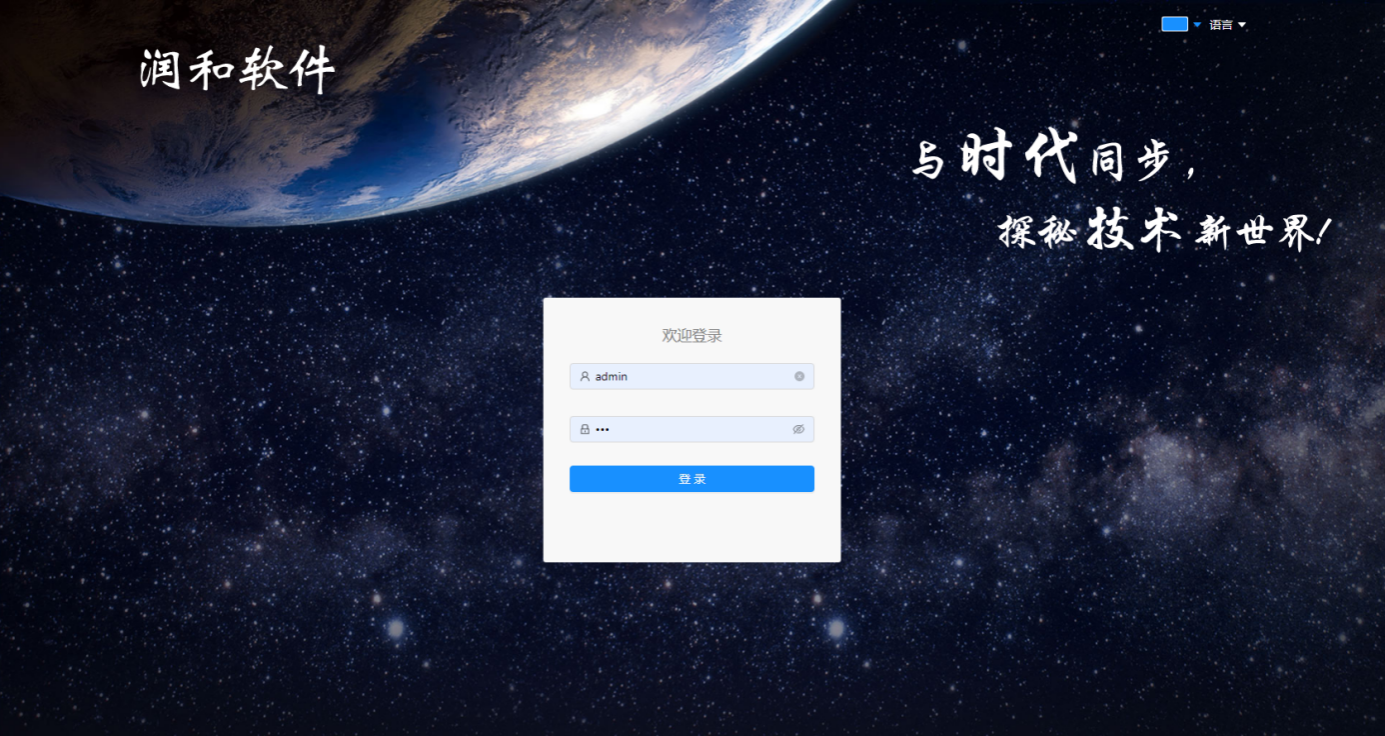 语言
润和软件
与时代同步，
探秘技术新世界！
欢迎登录
admin
•••
登 录